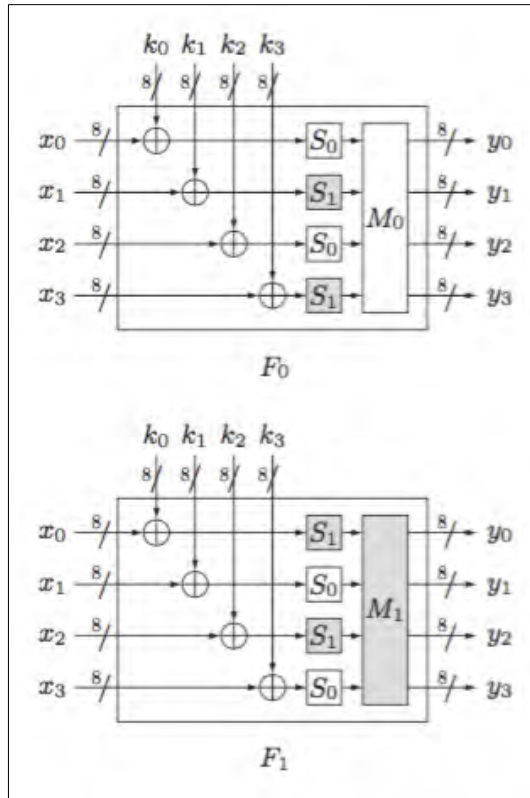 k₀ k₁ k₂ k₃
8 8 8 8
x₀ 8 S₀ 8 y₀
x₁ 8 S₁ 8 y₁
M₀
x₂ 8 S₀ 8 y₂
x₃ 8 S₁ 8 y₃
F₀
k₀ k₁ k₂ k₃
8 8 8 8
x₀ 8 S₁ 8 y₀
x₁ 8 S₀ 8 y₁
M₁
x₂ 8 S₁ 8 y₂
x₃ 8 S₀ 8 y₃
F₁